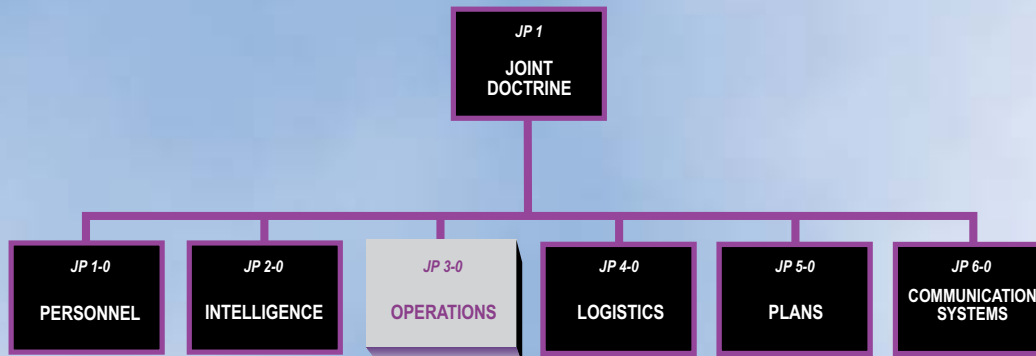 JP 1
JOINT
DOCTRINE
JP 1-0
PERSONNEL
JP 2-0
INTELLIGENCE
JP 3-0
OPERATIONS
JP 4-0
LOGISTICS
JP 5-0
PLANS
JP 6-0
COMMUNICATION
SYSTEMS